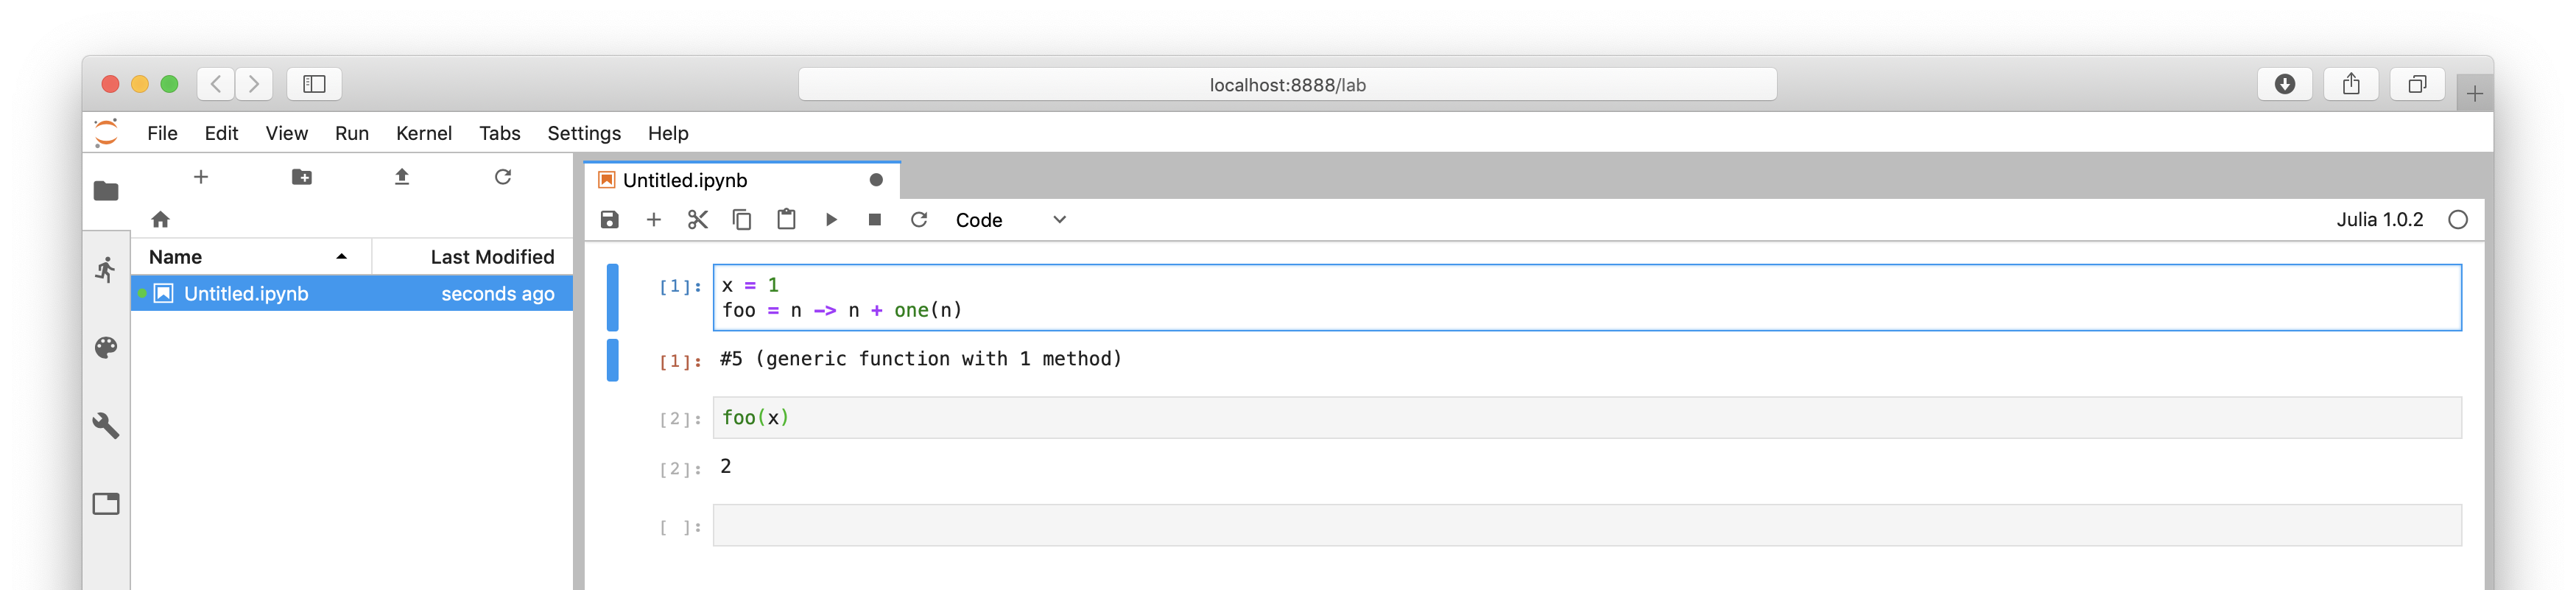 localhost:8888/lab
File Edit View Run Kernel Tabs Settings Help
Untitled.ipynb
Code
Julia 1.0.2
Name Last Modified
Untitled.ipynb seconds ago
[1]: x = 1
foo = n -> n + one(n)
[1]: #5 (generic function with 1 method)
[2]: foo(x)
[2]: 2
[ ]: